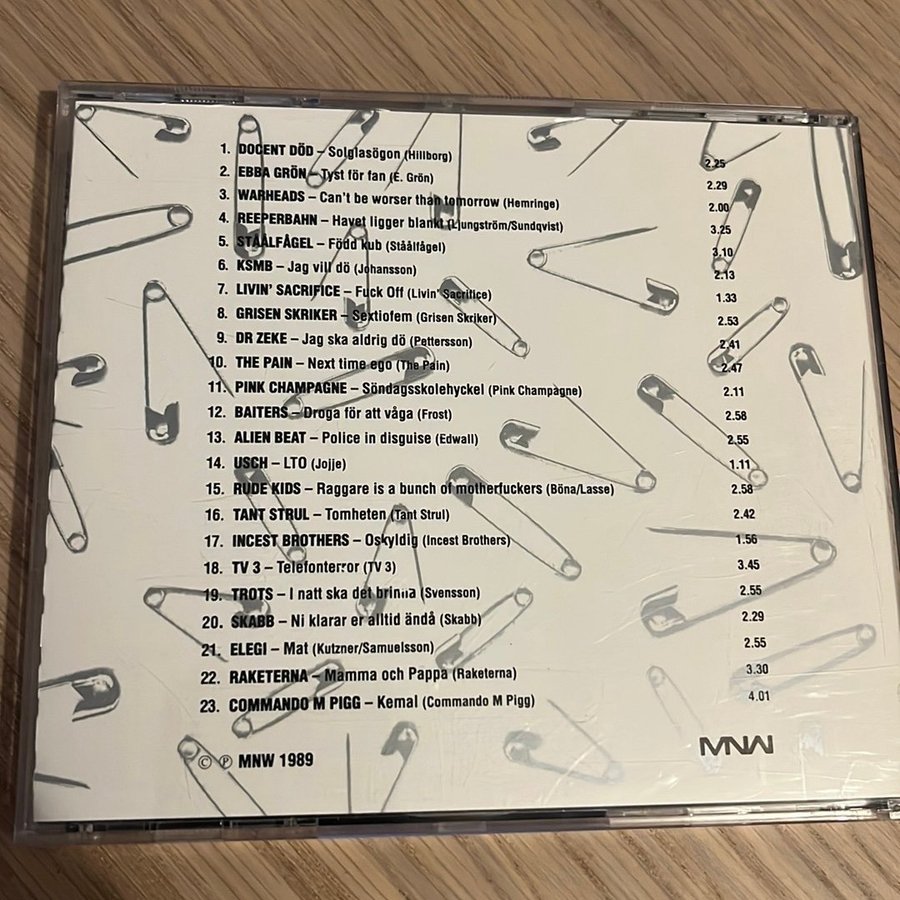 1. DOCENT DÖD – Solglasögon (Hillborg) 2.25
2. EBBA GRÖN – Tyst för fan (E. Grön) 2.29
3. WARHEADS – Can't be worser than tomorrow (Hemringe) 2.00
4. REEPERBAHN – Havet ligger blankt (Ljungström/Sundqvist) 3.25
5. STÅÅLFÅGEL – Född kub (Stäålfågel) 3.10
6. KSMB – Jag vill dö (Johansson) 2.13
7. LIVIN' SACRIFICE – Fuck Off (Livin' Sacrifice) 1.33
8. GRISEN SKRIKER – Sextiofem (Grisen Skriker) 2.53
9. DR ZEKE – Jag ska aldrig dö (Pettersson) 2.41
10. THE PAIN – Next time ego (The Pain) 2.47
11. PINK CHAMPAGNE – Söndagsskolehyckel (Pink Champagne) 2.11
12. BAITERS – Droga för att våga (Frost) 2.58
13. ALIEN BEAT – Police in disguise (Edwall) 2.55
14. USCH – LTO (Jojje) 1.11
15. RUDE KIDS – Raggare is a bunch of motherfuckers (Böna/Lasse) 2.58
16. TANT STRUL – Tomheten (Tant Strul) 2.42
17. INCEST BROTHERS – Oskyldig (Incest Brothers) 1.56
18. TV 3 – Telefonterror (TV 3) 3.45
19. TROTS – I natt ska det brinna (Svensson) 2.55
20. SKABB – Ni klarar er alltid ändå (Skabb) 2.29
21. ELEGI – Mat (Kutzner/Samuelsson) 2.55
22. RAKETERNA – Mamma och Pappa (Raketerna) 3.30
23. COMMANDO M PIGG – Kemal (Commando M Pigg) 4.01
© ℗ MNW 1989
MNW